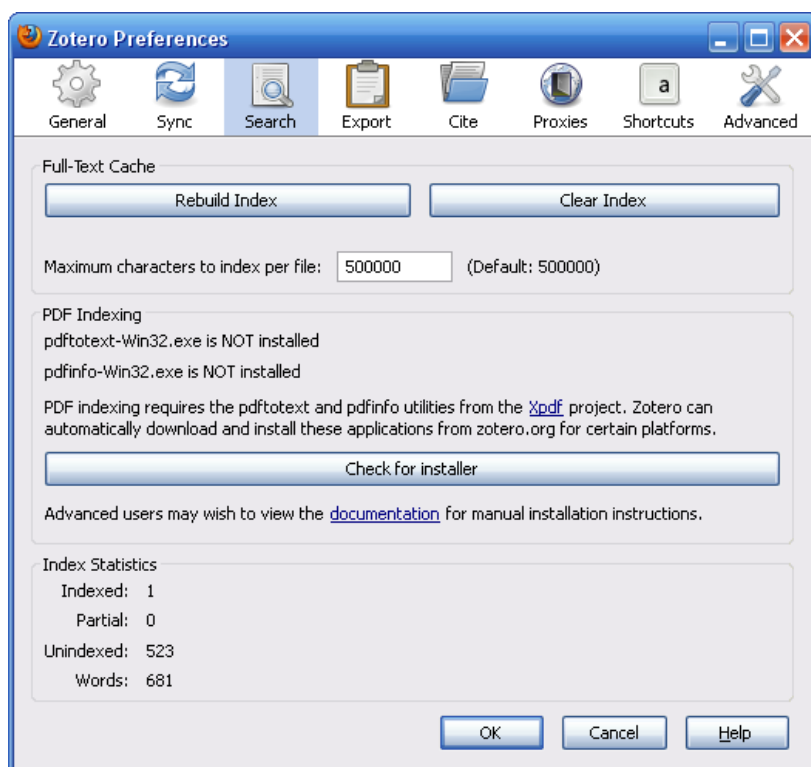 Zotero Preferences
General Sync Search Export Cite Proxies Shortcuts Advanced
a
Full-Text Cache
Rebuild Index Clear Index
Maximum characters to index per file: 500000 (Default: 500000)
PDF Indexing
pdftotext-Win32.exe is NOT installed
pdfinfo-Win32.exe is NOT installed
PDF indexing requires the pdftotext and pdfinfo utilities from the Xpdf project. Zotero can
automatically download and install these applications from zotero.org for certain platforms.
Check for installer
Advanced users may wish to view the documentation for manual installation instructions.
Index Statistics
Indexed: 1
Partial: 0
Unindexed: 523
Words: 681
OK Cancel Help